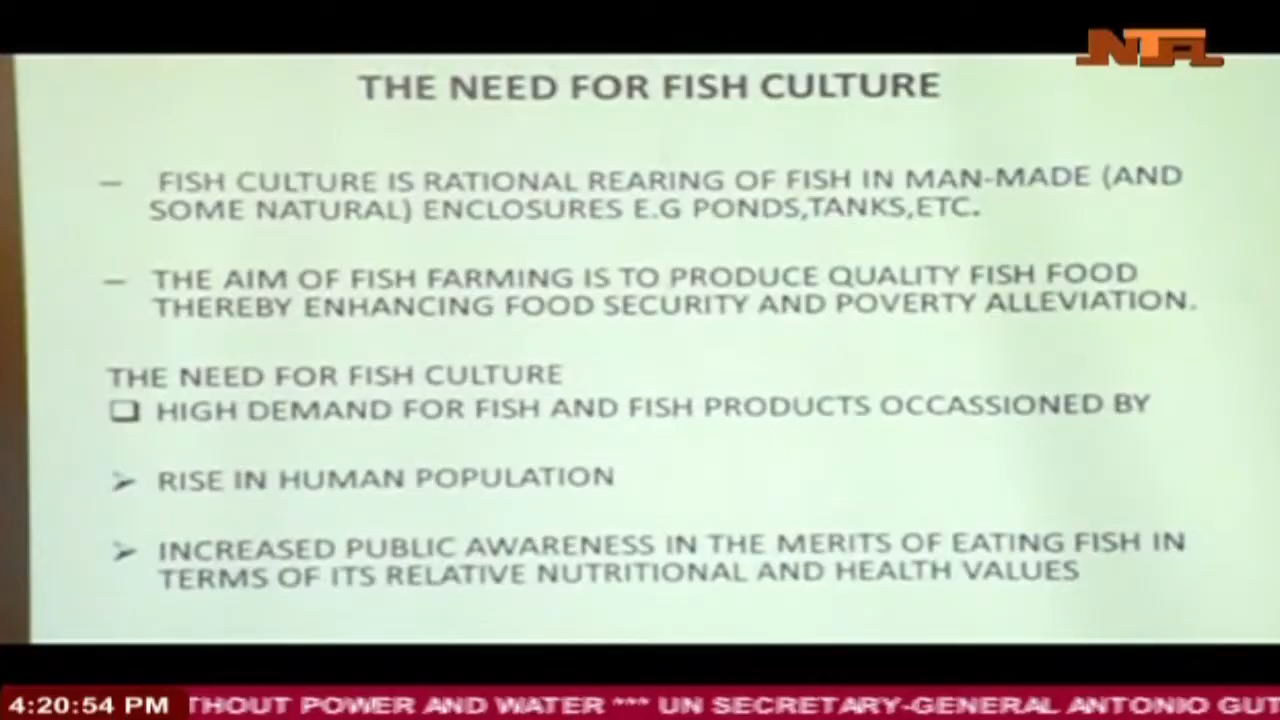 NTA
THE NEED FOR FISH CULTURE
– FISH CULTURE IS RATIONAL REARING OF FISH IN MAN-MADE (AND
SOME NATURAL) ENCLOSURES E.G PONDS,TANKS,ETC.
– THE AIM OF FISH FARMING IS TO PRODUCE QUALITY FISH FOOD
THEREBY ENHANCING FOOD SECURITY AND POVERTY ALLEVIATION.
THE NEED FOR FISH CULTURE
❑ HIGH DEMAND FOR FISH AND FISH PRODUCTS OCCASSIONED BY
➢ RISE IN HUMAN POPULATION
➢ INCREASED PUBLIC AWARENESS IN THE MERITS OF EATING FISH IN
TERMS OF ITS RELATIVE NUTRITIONAL AND HEALTH VALUES
4:20:54 PM THOUT POWER AND WATER *** UN SECRETARY-GENERAL ANTONIO GUT